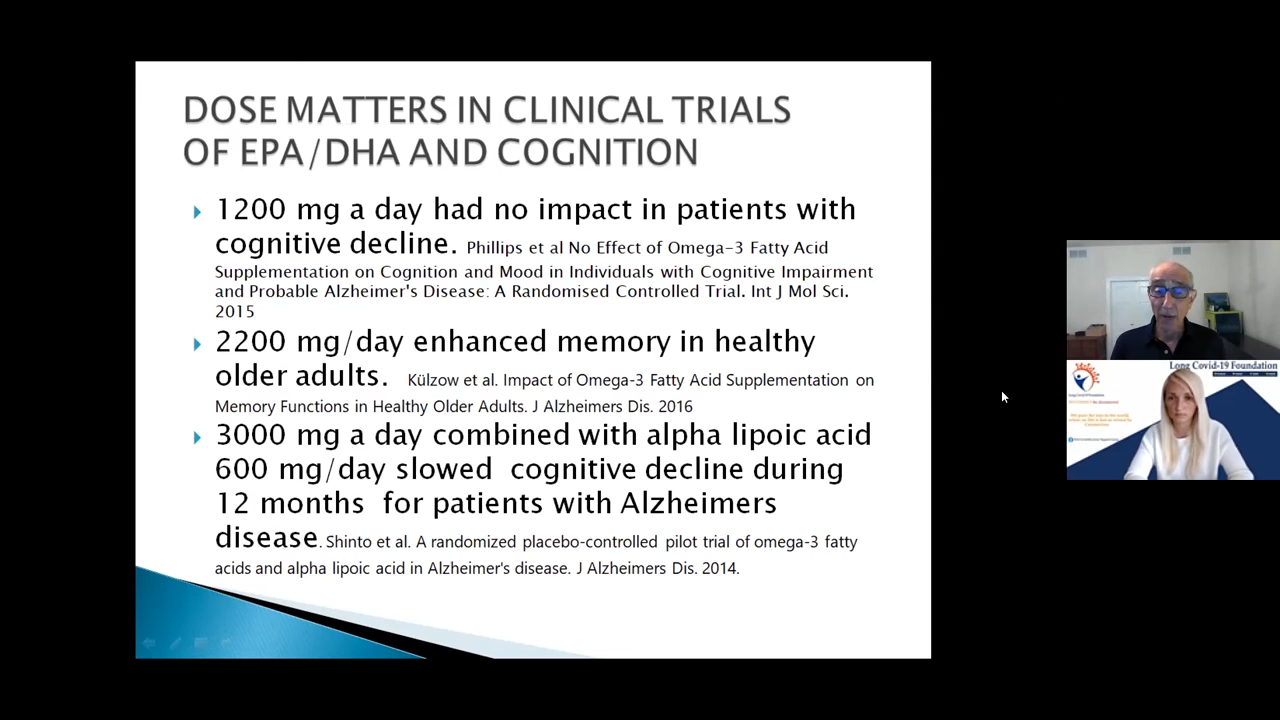 DOSE MATTERS IN CLINICAL TRIALS
OF EPA/DHA AND COGNITION
1200 mg a day had no impact in patients with
cognitive decline. Phillips et al No Effect of Omega-3 Fatty Acid
Supplementation on Cognition and Mood in Individuals with Cognitive Impairment
and Probable Alzheimer's Disease: A Randomised Controlled Trial. Int J Mol Sci.
2015
2200 mg/day enhanced memory in healthy
older adults. Külzow et al. Impact of Omega-3 Fatty Acid Supplementation on
Memory Functions in Healthy Older Adults. J Alzheimers Dis. 2016
3000 mg a day combined with alpha lipoic acid
600 mg/day slowed cognitive decline during
12 months for patients with Alzheimers
disease. Shinto et al. A randomized placebo-controlled pilot trial of omega-3 fatty
acids and alpha lipoic acid in Alzheimer's disease. J Alzheimers Dis. 2014.
Long Covid-19 Foundation